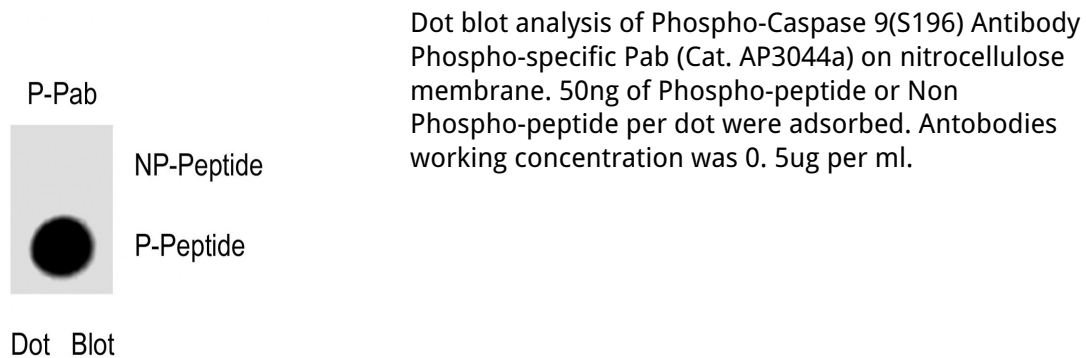 P-Pab
NP-Peptide
P-Peptide
Dot Blot
Dot blot analysis of Phospho-Caspase 9(S196) Antibody
Phospho-specific Pab (Cat. AP3044a) on nitrocellulose
membrane. 50ng of Phospho-peptide or Non
Phospho-peptide per dot were adsorbed. Antobodies
working concentration was 0. 5ug per ml.